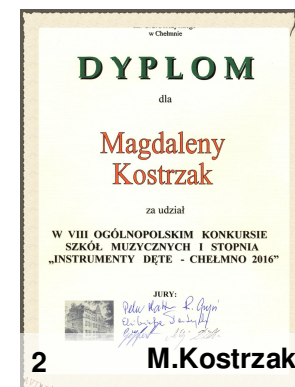 w Chełmnie
DYPLOM
dla
Magdaleny
Kostrzak
za udział
W VIII OGÓLNOPOLSKIM KONKURSIE
SZKÓŁ MUZYCZNYCH I STOPNIA
„INSTRUMENTY DĘTE - CHEŁMNO 2016”
JURY:
2 M.Kostrzak